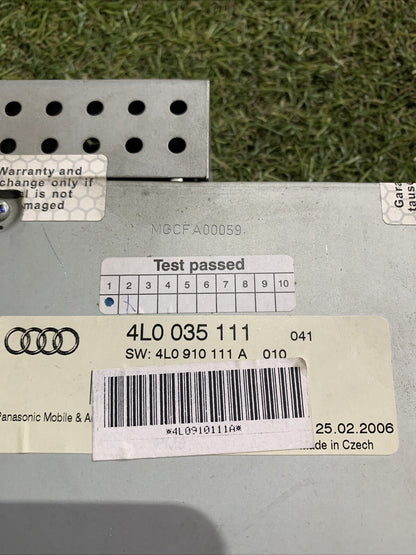 Warranty and
change only if
al is not
maged
Gara
taus
MGCFA00059
Test passed
1 2 3 4 5 6 7 8 9 10
4L0 035 111 041
SW: 4L0 910 111 A 010
Panasonic Mobile & A
*4L0910111A*
25.02.2006
Made in Czech